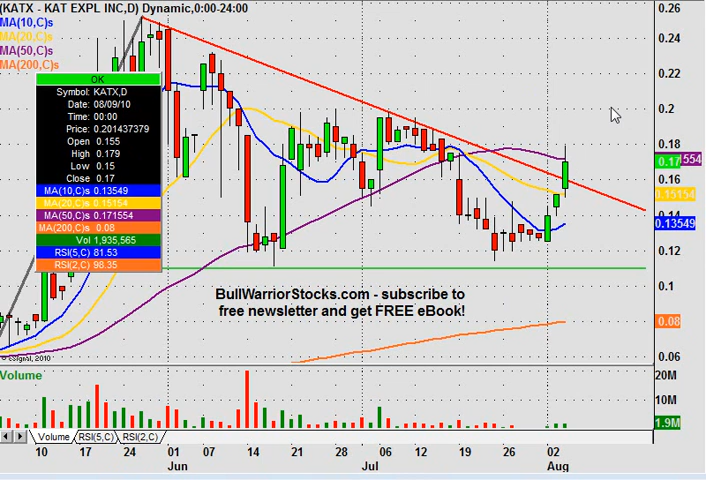 (KATX - KAT EXPL INC,D) Dynamic,0:00-24:00
MA(10,C)s
MA(20,C)s
MA(50,C)s
MA(200,C)s
OK
Symbol: KATX,D
Date: 08/09/10
Time: 00:00
Price: 0.201437379
Open 0.155
High 0.179
Low 0.15
Close 0.17
MA(10,C)s 0.13549
MA(20,C)s 0.15154
MA(50,C)s 0.171554
MA(200,C)s 0.08
Vol 1,935,565
RSI(5,C) 81.53
RSI(2,C) 98.35
0.26
0.24
0.22
0.2
0.18
0.17
554
0.16
0.15154
0.14
0.13549
0.12
0.1
0.08
0.06
BullWarriorStocks.com - subscribe to
free newsletter and get FREE eBook!
© eSignal, 2010
Volume
20M
10M
1.9M
Volume RSI(5,C) RSI(2,C)
10 17 24 01 07 14 21 28 06 12 19 26 02
Jun Jul Aug